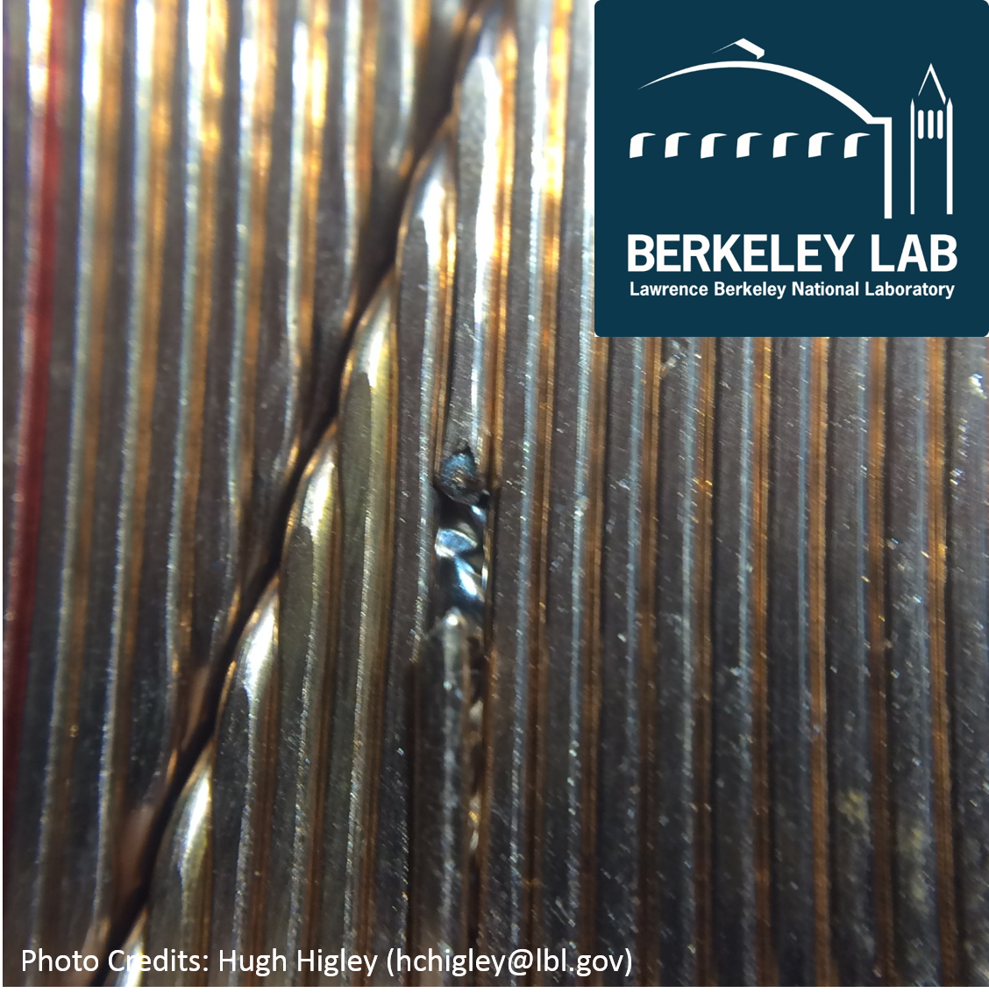 BERKELEY LAB
Lawrence Berkeley National Laboratory
Photo Credits: Hugh Higley (hchigley@lbl.gov)